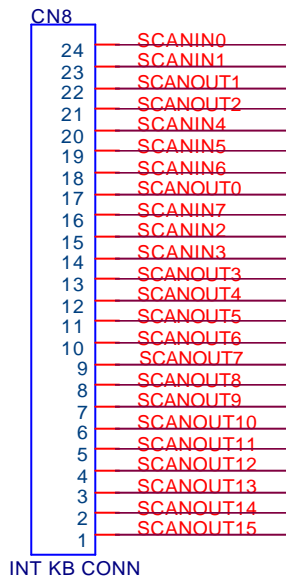 CN8
24 SCANIN0
23 SCANIN1
22 SCANOUT1
21 SCANOUT2
20 SCANIN4
19 SCANIN5
18 SCANIN6
17 SCANOUT0
16 SCANIN7
15 SCANIN2
14 SCANIN3
13 SCANOUT3
12 SCANOUT4
11 SCANOUT5
10 SCANOUT6
9 SCANOUT7
8 SCANOUT8
7 SCANOUT9
6 SCANOUT10
5 SCANOUT11
4 SCANOUT12
3 SCANOUT13
2 SCANOUT14
1 SCANOUT15
INT KB CONN